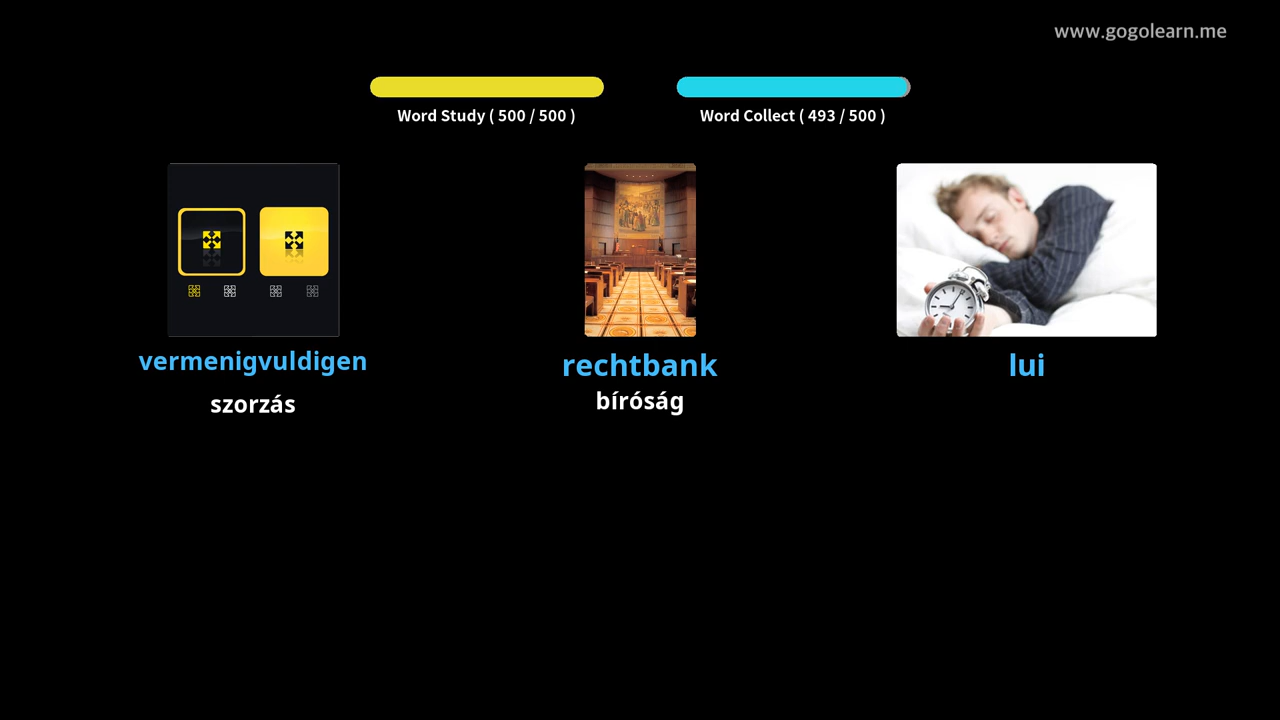 www.gogolearn.me
Word Study ( 500 / 500 )
Word Collect ( 493 / 500 )
vermenigvuldigen
rechtbank
lui
szorzás
bíróság